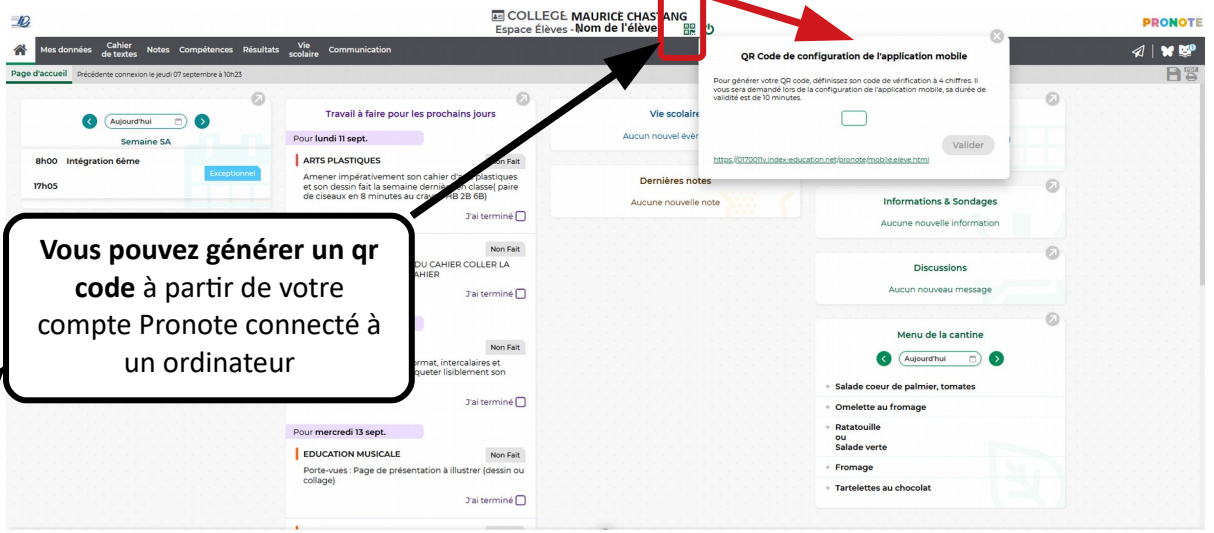 COLLEGE MAURICE CHASTANG
Espace Élèves - Nom de l'élève
PRONOTE
Mes données
Cahier
de textes
Notes
Compétences
Résultats
Vie
scolaire
Communication
Page d'accueil
Précédente connexion le jeudi 07 septembre à 10h23
Aujourd'hui
Semaine SA
8h00 Intégration 6ème
Exceptionnel
17h05
Vous pouvez générer un qr
code à partir de votre
compte Pronote connecté à
un ordinateur
Travail à faire pour les prochains jours
Pour lundi 11 sept.
ARTS PLASTIQUES
Non Fait
Amener impérativement son cahier d'arts plastiques
et son dessin fait la semaine dernière en classe( paire
de ciseaux en 8 minutes au crayon HB 2B 6B)
J'ai terminé
Non Fait
DU CAHIER COLLER LA
J'ai terminé
Non Fait
intercalaires et
lisiblement son
J'ai terminé
Pour mercredi 13 sept.
EDUCATION MUSICALE
Non Fait
Porte-vues : Page de présentation à illustrer (dessin ou
collage)
J'ai terminé
Vie scolaire
Aucun nouvel
Dernières notes
Aucune nouvelle note
QR Code de configuration de l'application mobile
Pour générer votre QR code, définissez son code de vérification à 4 chiffres. Il
vous sera demandé lors de la configuration de l'application mobile, sa durée de
validité est de 10 minutes.
Valider
https://0170011v.index-education.net/pronote/mobile.eleve.html
Informations & Sondages
Aucune nouvelle information
Discussions
Aucun nouveau message
Menu de la cantine
Aujourd'hui
Salade coeur de palmier, tomates
Omelette au fromage
Ratatouille
ou
Salade verte
Fromage
Tartelettes au chocolat